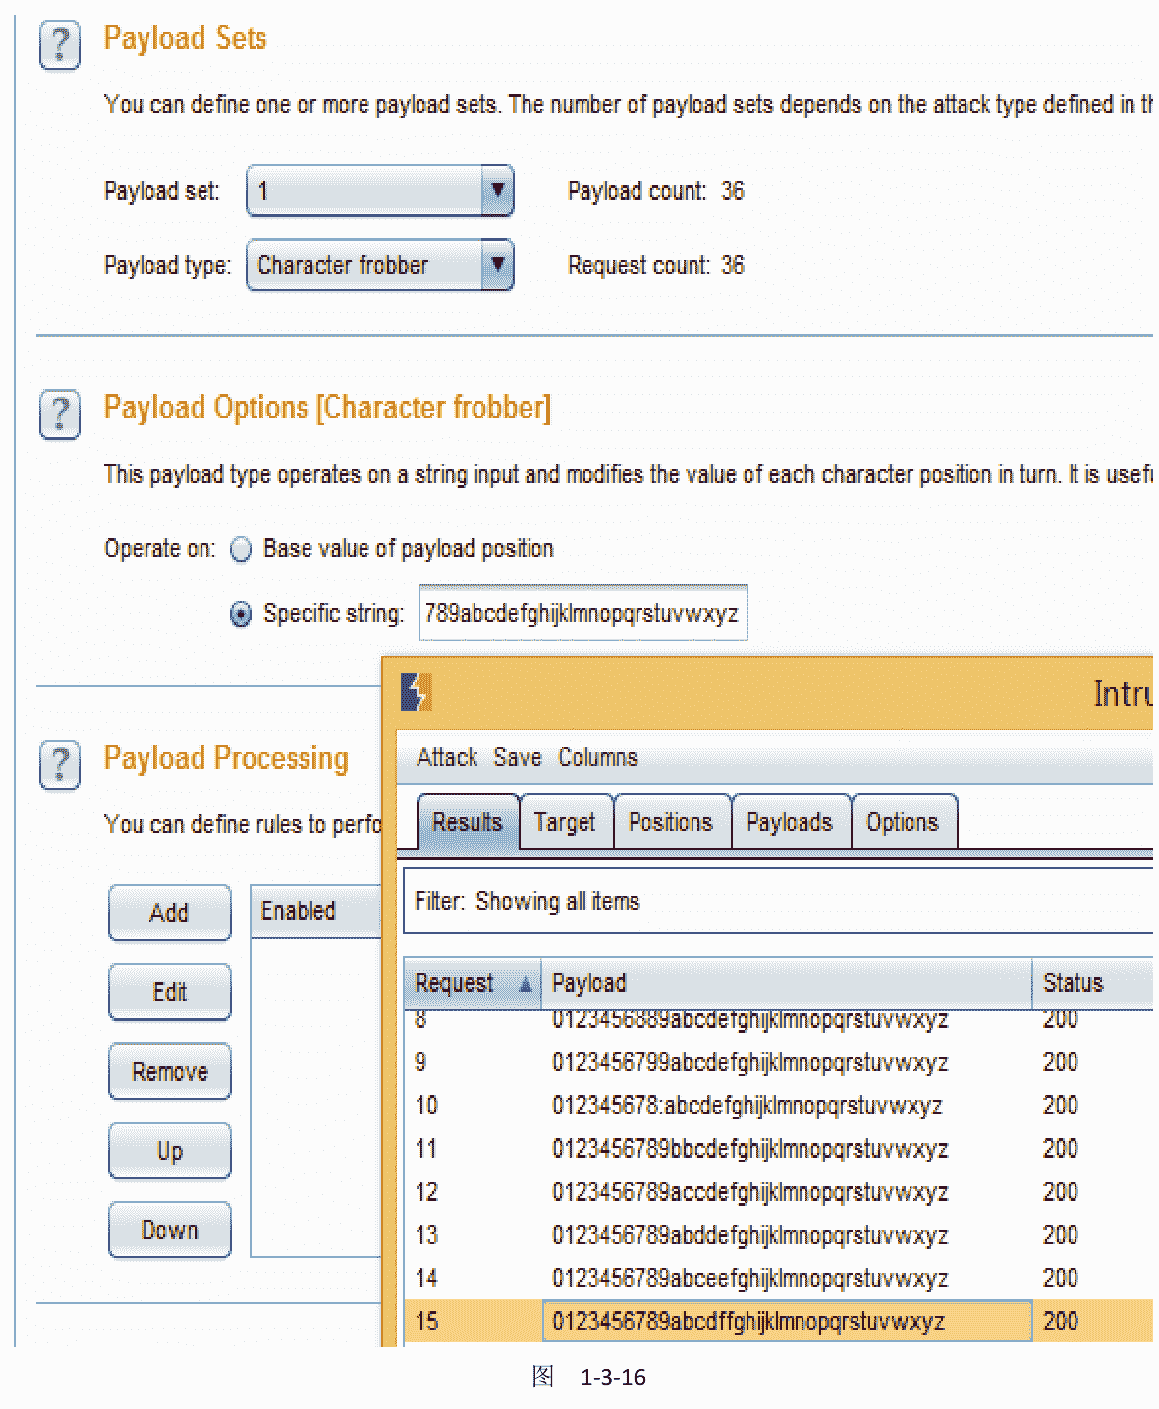 Payload Sets
You can define one or more payload sets. The number of payload sets depends on the attack type defined in th
Payload set: 1 Payload count: 36
Payload type: Character frobber Request count: 36
Payload Options [Character frobber]
This payload type operates on a string input and modifies the value of each character position in turn. It is usefu
Operate on: Base value of payload position
Specific string: 789abcdefghijklmnopqrstuvwxyz
Intru
Attack Save Columns
Payload Processing
You can define rules to perfo
Results Target Positions Payloads Options
Filter: Showing all items
Add
Enabled
Edit
Remove
Up
Down
Request Payload Status
8 0123456889abcdefghijklmnopqrstuvwxyz 200
9 0123456799abcdefghijklmnopqrstuvwxyz 200
10 012345678:abcdefghijklmnopqrstuvwxyz 200
11 0123456789bbcdefghijklmnopqrstuvwxyz 200
12 0123456789accdefghijklmnopqrstuvwxyz 200
13 0123456789abddefghijklmnopqrstuvwxyz 200
14 0123456789abceefghijklmnopqrstuvwxyz 200
15 0123456789abcdffghijklmnopqrstuvwxyz 200
图 1-3-16